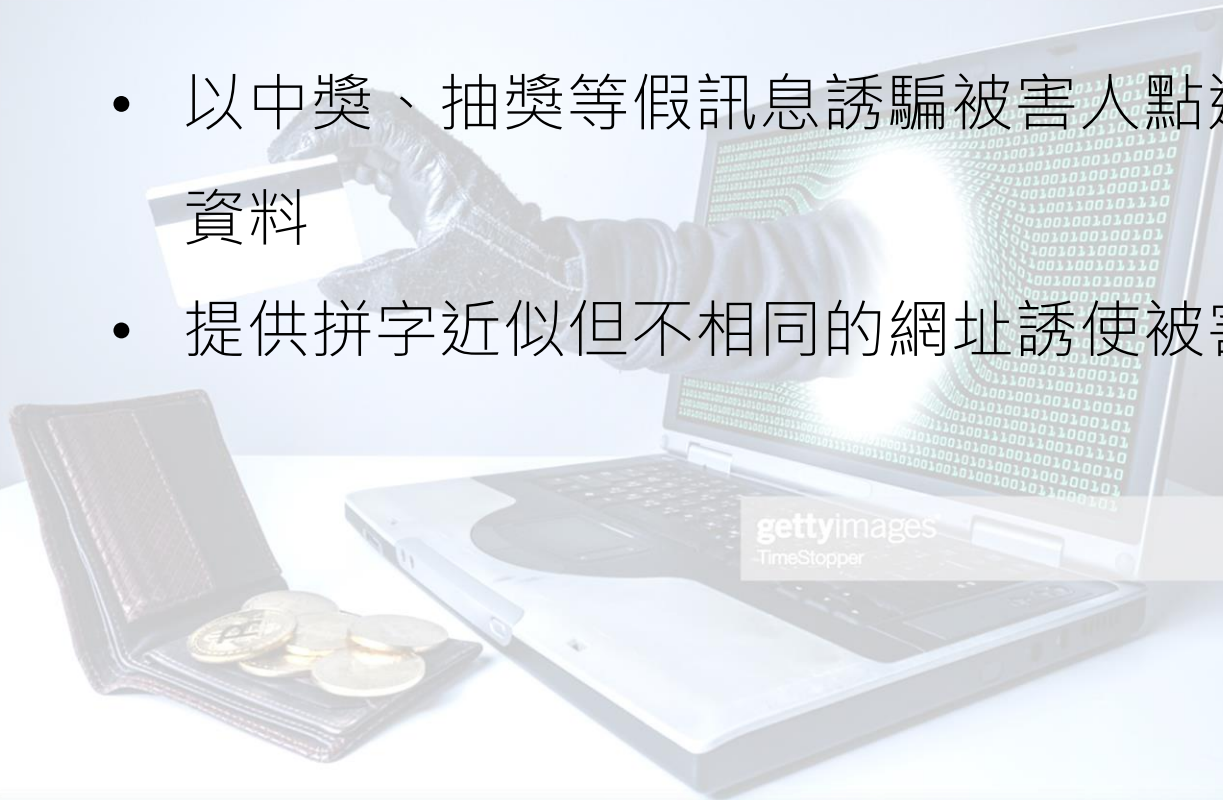 • 以中獎、抽獎等假訊息誘騙被害人點
資料
• 提供拼字近似但不相同的網址誘使被
gettyimages
TimeStopper